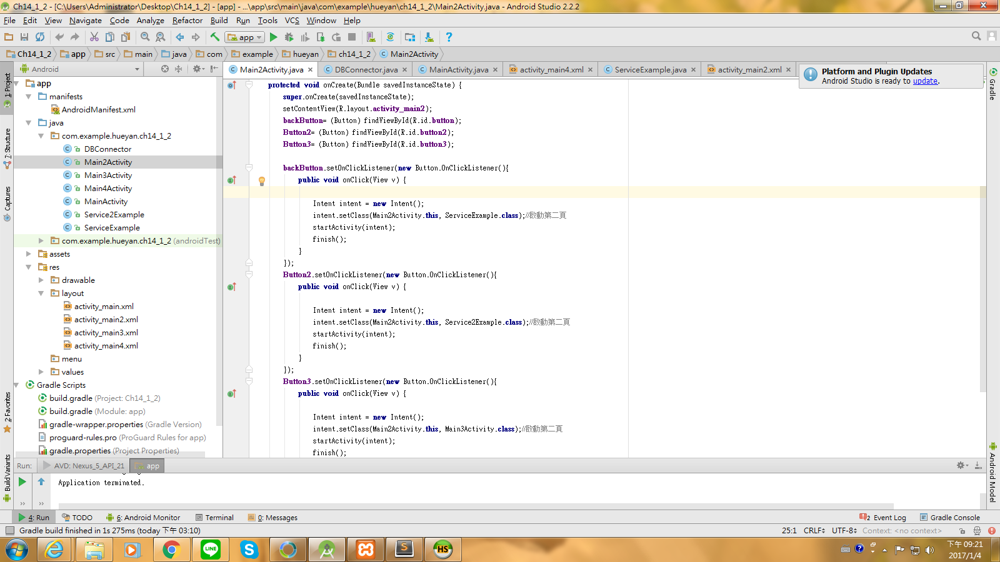 Ch14_1_2 - [C:\Users\Administrator\Desktop\Ch14_1_2] - [app] - ...\app\src\main\java\com\example\hueyan\ch14_1_2\Main2Activity.java - Android Studio 2.2.2
File Edit View Navigate Code Analyze Refactor Build Run Tools VCS Window Help
app
Ch14_1_2 app src main java com example hueyan ch14_1_2 Main2Activity
Android
Main2Activity.java DBConnector.java MainActivity.java activity_main4.xml ServiceExample.java activity_main2.xml
Platform and Plugin Updates
Android Studio is ready to update.
1: Project
7: Structure
Captures
2: Favorites
Build Variants
Gradle
Android Model
app
manifests
AndroidManifest.xml
java
com.example.hueyan.ch14_1_2
DBConnector
Main2Activity
Main3Activity
Main4Activity
MainActivity
Service2Example
ServiceExample
com.example.hueyan.ch14_1_2 (androidTest)
assets
res
drawable
layout
activity_main.xml
activity_main2.xml
activity_main3.xml
activity_main4.xml
menu
values
Gradle Scripts
build.gradle (Project: Ch14_1_2)
build.gradle (Module: app)
gradle-wrapper.properties (Gradle Version)
proguard-rules.pro (ProGuard Rules for app)
gradle.properties (Project Properties)
protected void onCreate(Bundle savedInstanceState) {
super.onCreate(savedInstanceState);
setContentView(R.layout.activity_main2);
backButton= (Button) findViewById(R.id.button);
Button2= (Button) findViewById(R.id.button2);
Button3= (Button) findViewById(R.id.button3);
backButton.setOnClickListener(new Button.OnClickListener(){
public void onClick(View v) {
Intent intent = new Intent();
intent.setClass(Main2Activity.this, ServiceExample.class);//啟動第二頁
startActivity(intent);
finish();
}
});
Button2.setOnClickListener(new Button.OnClickListener(){
public void onClick(View v) {
Intent intent = new Intent();
intent.setClass(Main2Activity.this, Service2Example.class);//啟動第二頁
startActivity(intent);
finish();
}
});
Button3.setOnClickListener(new Button.OnClickListener(){
public void onClick(View v) {
Intent intent = new Intent();
intent.setClass(Main2Activity.this, Main3Activity.class);//啟動第二頁
startActivity(intent);
finish();
Run: AVD: Nexus_5_API_21 app
Application terminated.
4: Run TODO 6: Android Monitor Terminal 0: Messages 2 Event Log Gradle Console
Gradle build finished in 1s 275ms (today 下午 03:10) 25:1 CRLF UTF-8 Context: <no context>
LINE
HS
下午 09:21
2017/1/4